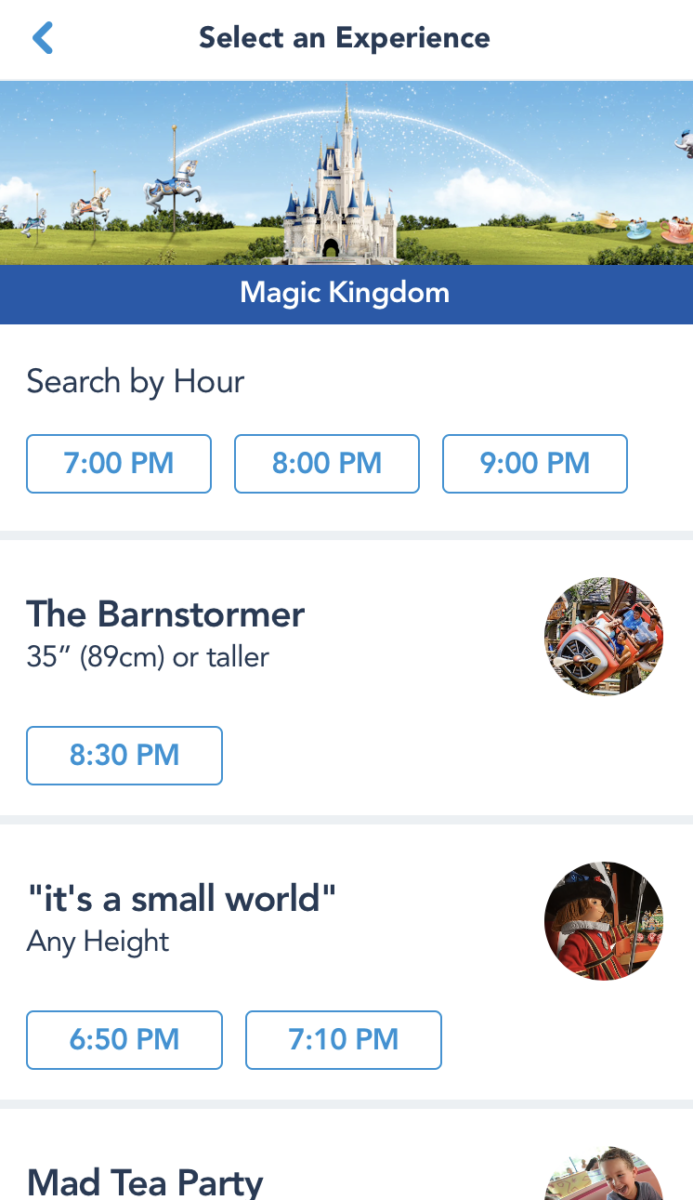 Select an Experience
Magic Kingdom
Search by Hour
7:00 PM 8:00 PM 9:00 PM
The Barnstormer
35” (89cm) or taller
8:30 PM
"it's a small world"
Any Height
6:50 PM 7:10 PM
Mad Tea Party